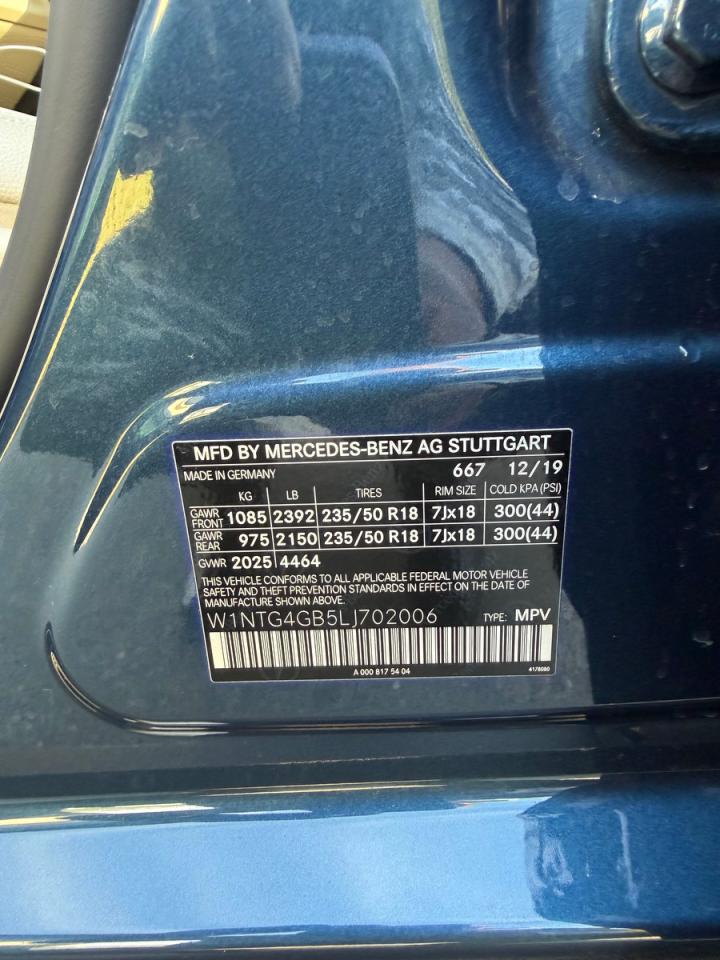 MFD BY MERCEDES-BENZ AG STUTTGART
MADE IN GERMANY 667 12/19
KG LB TIRES RIM SIZE COLD KPA (PSI)
GAWR FRONT 1085 2392 235/50 R18 7Jx18 300(44)
GAWR REAR 975 2150 235/50 R18 7Jx18 300(44)
GVWR 2025 4464
THIS VEHICLE CONFORMS TO ALL APPLICABLE FEDERAL MOTOR VEHICLE
SAFETY AND THEFT PREVENTION STANDARDS IN EFFECT ON THE DATE OF
MANUFACTURE SHOWN ABOVE.
W1NTG4GB5LJ702006 TYPE: MPV
A 000 817 54 04 4178080